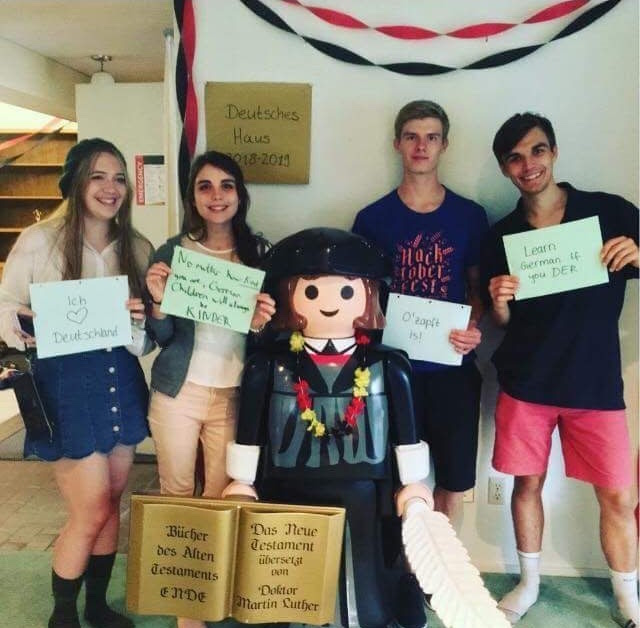 Deutsches
Haus
2018-2019
EMERGENCY
Ich
♡
Deutschland
No matter how kind
you are, German
Children will always
be
KINDER
Hack
tober
feste
O'zapft
is!
Learn
German if
you DER
Bücher
des Alten
Testaments
ENDE
Das Neue
Testament
übersetzt
von
Doktor
Martin Luther